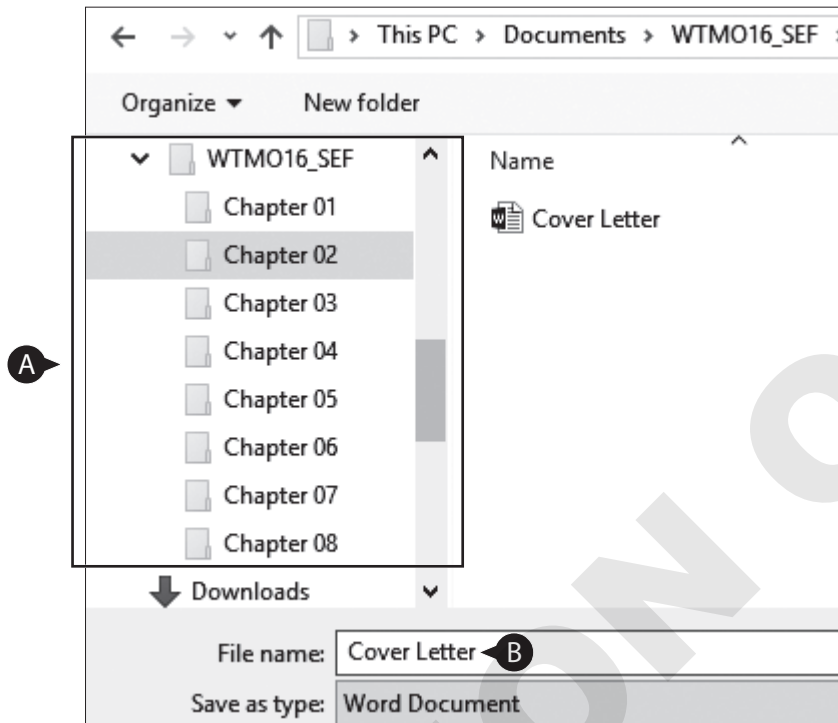 This PC > Documents > WTMO16_SEF
Organize New folder
WTMO16_SEF
Chapter 01
Chapter 02
Chapter 03
Chapter 04
Chapter 05
Chapter 06
Chapter 07
Chapter 08
Downloads
A
Name
Cover Letter
File name: Cover Letter B
Save as type: Word Document